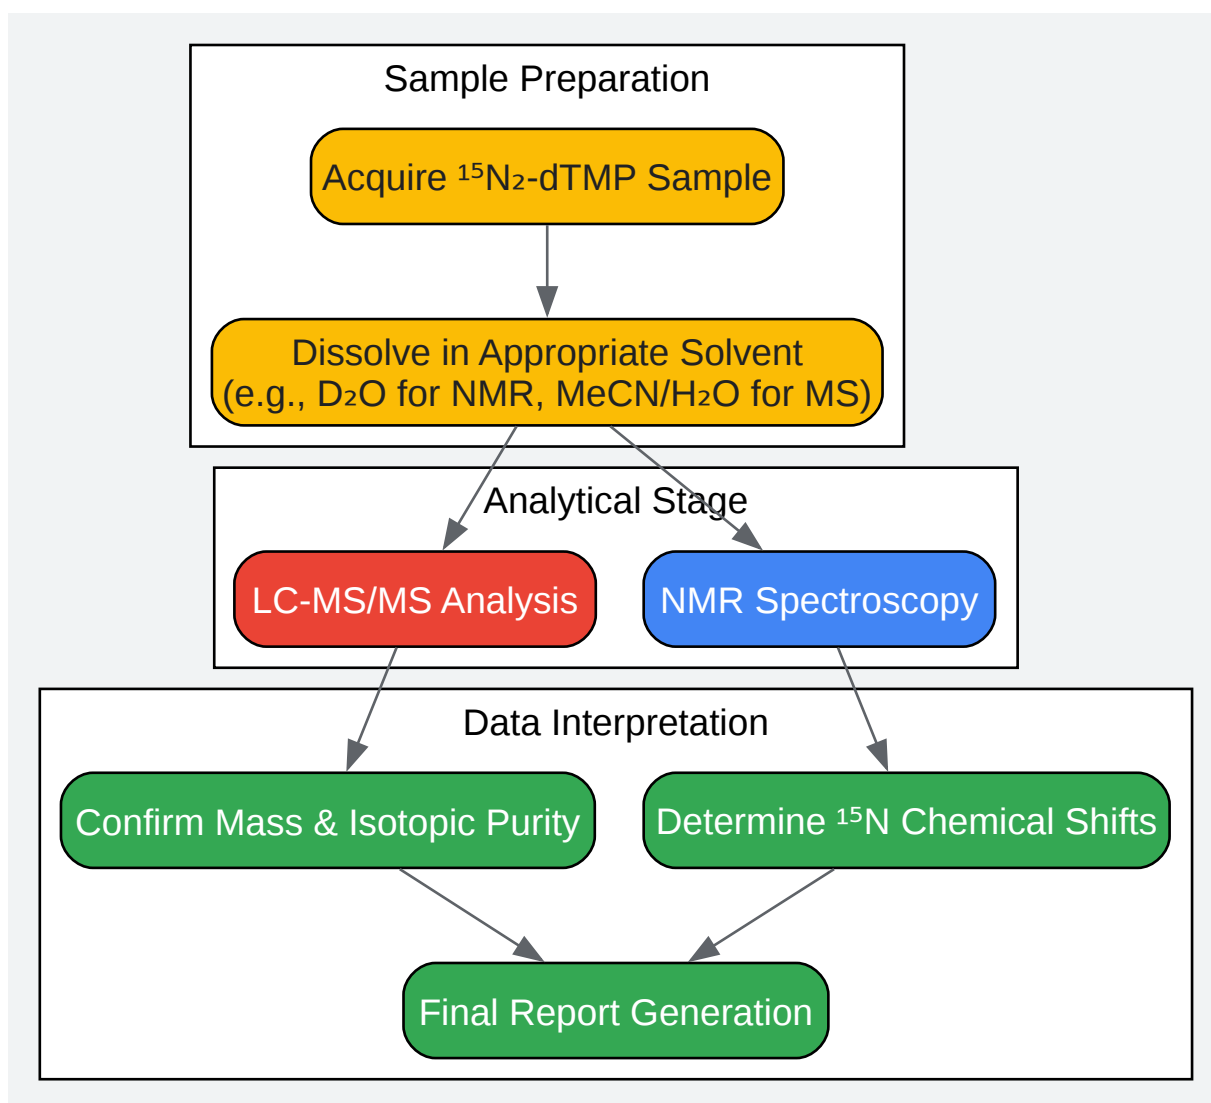 Sample Preparation
Acquire ¹⁵N₂-dTMP Sample
Dissolve in Appropriate Solvent
(e.g., D₂O for NMR, MeCN/H₂O for MS)
Analytical Stage
LC-MS/MS Analysis
NMR Spectroscopy
Data Interpretation
Confirm Mass & Isotopic Purity
Determine ¹⁵N Chemical Shifts
Final Report Generation